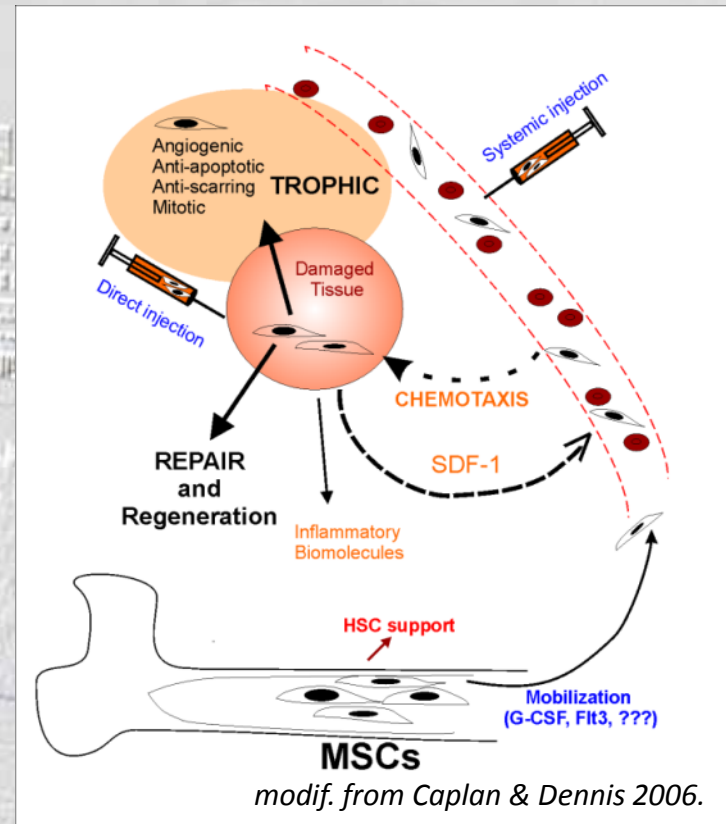 Systemic injection
Angiogenic
Anti-apoptotic
Anti-scarring
Mitotic
TROPHIC
Direct injection
Damaged
Tissue
CHEMOTAXIS
SDF-1
REPAIR
and
Regeneration
Inflammatory
Biomolecules
HSC support
Mobilization
(G-CSF, Flt3, ???)
MSCs
modif. from Caplan & Dennis 2006.